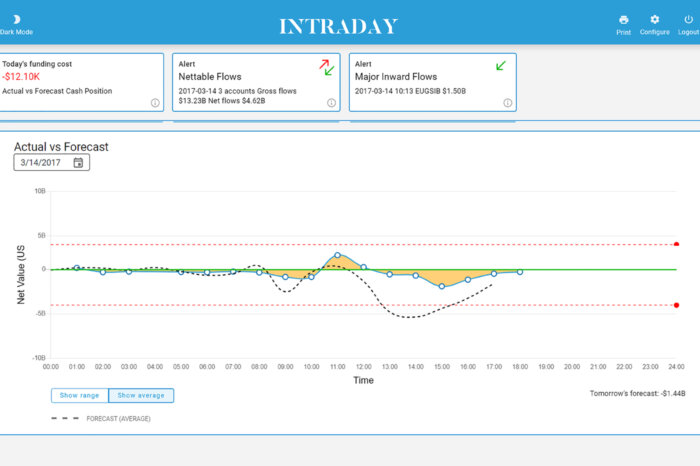 INTRADAY
Dark Mode
Print
Configure
Logout
Today's funding cost
-$12.10K
Actual vs Forecast Cash Position
Alert
Nettable Flows
2017-03-14 3 accounts Gross flows
$13.23B Net flows $4.62B
Alert
Major Inward Flows
2017-03-14 10:13 EUGSIB $1.50B
Actual vs Forecast
3/14/2017
Net Value (US
10B
5B
0
-5B
-10B
00:00 01:00 02:00 03:00 04:00 05:00 06:00 07:00 08:00 09:00 10:00 11:00 12:00 13:00 14:00 15:00 16:00 17:00 18:00 19:00 20:00 21:00 22:00 23:00 24:00
Time
Show range
Show average
Tomorrow's forecast: -$1.44B
FORECAST (AVERAGE)